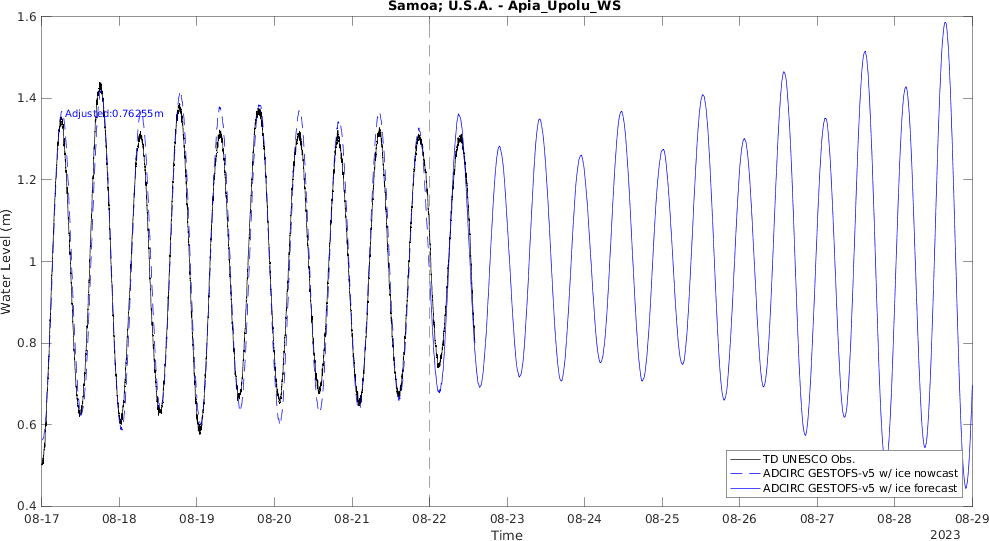 Samoa; U.S.A. - Apia_Upolu_WS
1.6
1.4
1.2
1
0.8
0.6
0.4
Water Level (m)
Adjusted:0.76255m
TD UNESCO Obs.
ADCIRC GESTOFS-v5 w/ ice nowcast
ADCIRC GESTOFS-v5 w/ ice forecast
08-17 08-18 08-19 08-20 08-21 08-22 08-23 08-24 08-25 08-26 08-27 08-28 08-29
Time
2023